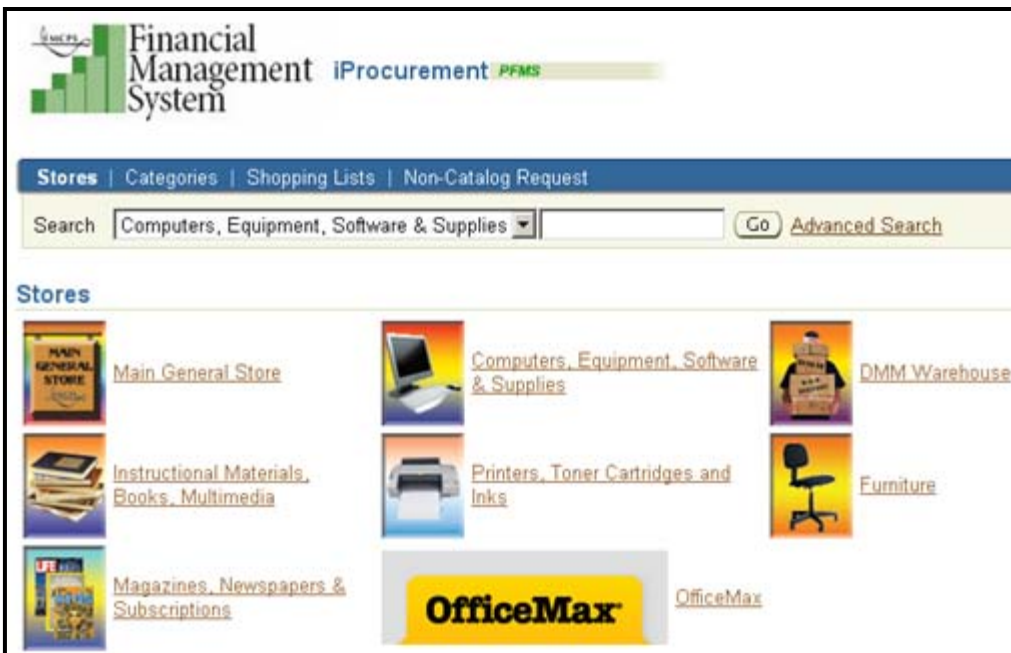 MCPS
Financial
Management
System
iProcurement PFMS
Stores | Categories | Shopping Lists | Non-Catalog Request
Search Computers, Equipment, Software & Supplies Go Advanced Search
Stores
MAIN
GENERAL
STORE
Main General Store
Computers, Equipment, Software
& Supplies
DMM Warehouse
Instructional Materials,
Books, Multimedia
Printers, Toner Cartridges and
Inks
Furniture
LIFE
Magazines, Newspapers &
Subscriptions
OfficeMax
OfficeMax